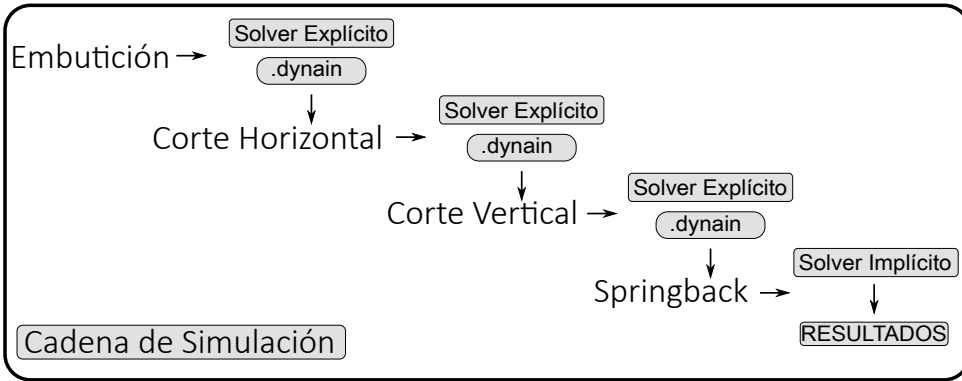 Solver Explícito
Embutición
.dynain
Solver Explícito
Corte Horizontal
.dynain
Solver Explícito
Corte Vertical
.dynain
Solver Implícito
Springback
RESULTADOS
Cadena de Simulación